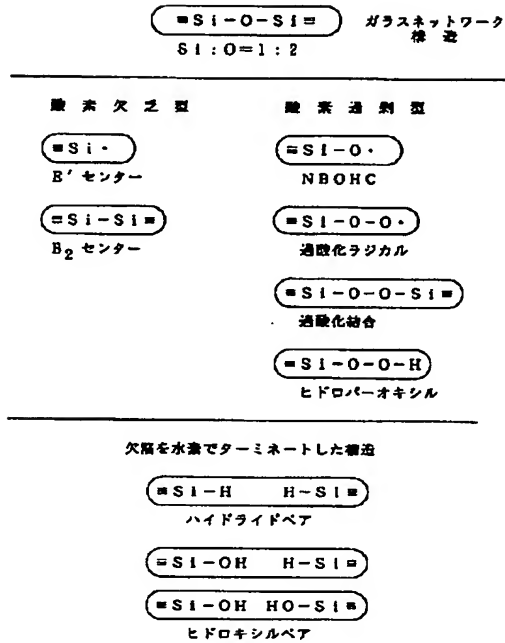 ≡Si-O-Si≡ ガラスネットワーク
Si:O=1:2 構造
酸素欠乏型 酸素過剰型
≡Si・ ≡Si-O・
E′センター NBOHC
≡Si-Si≡ ≡Si-O-O・
B2センター 過酸化ラジカル
≡Si-O-O-Si≡
過酸化結合
≡Si-O-O-H
ヒドロパーオキシル
欠陥を水素でターミネートした構造
≡Si-H H-Si≡
ハイドライドペア
≡Si-OH H-Si≡
≡Si-OH HO-Si≡
ヒドロキシルペア